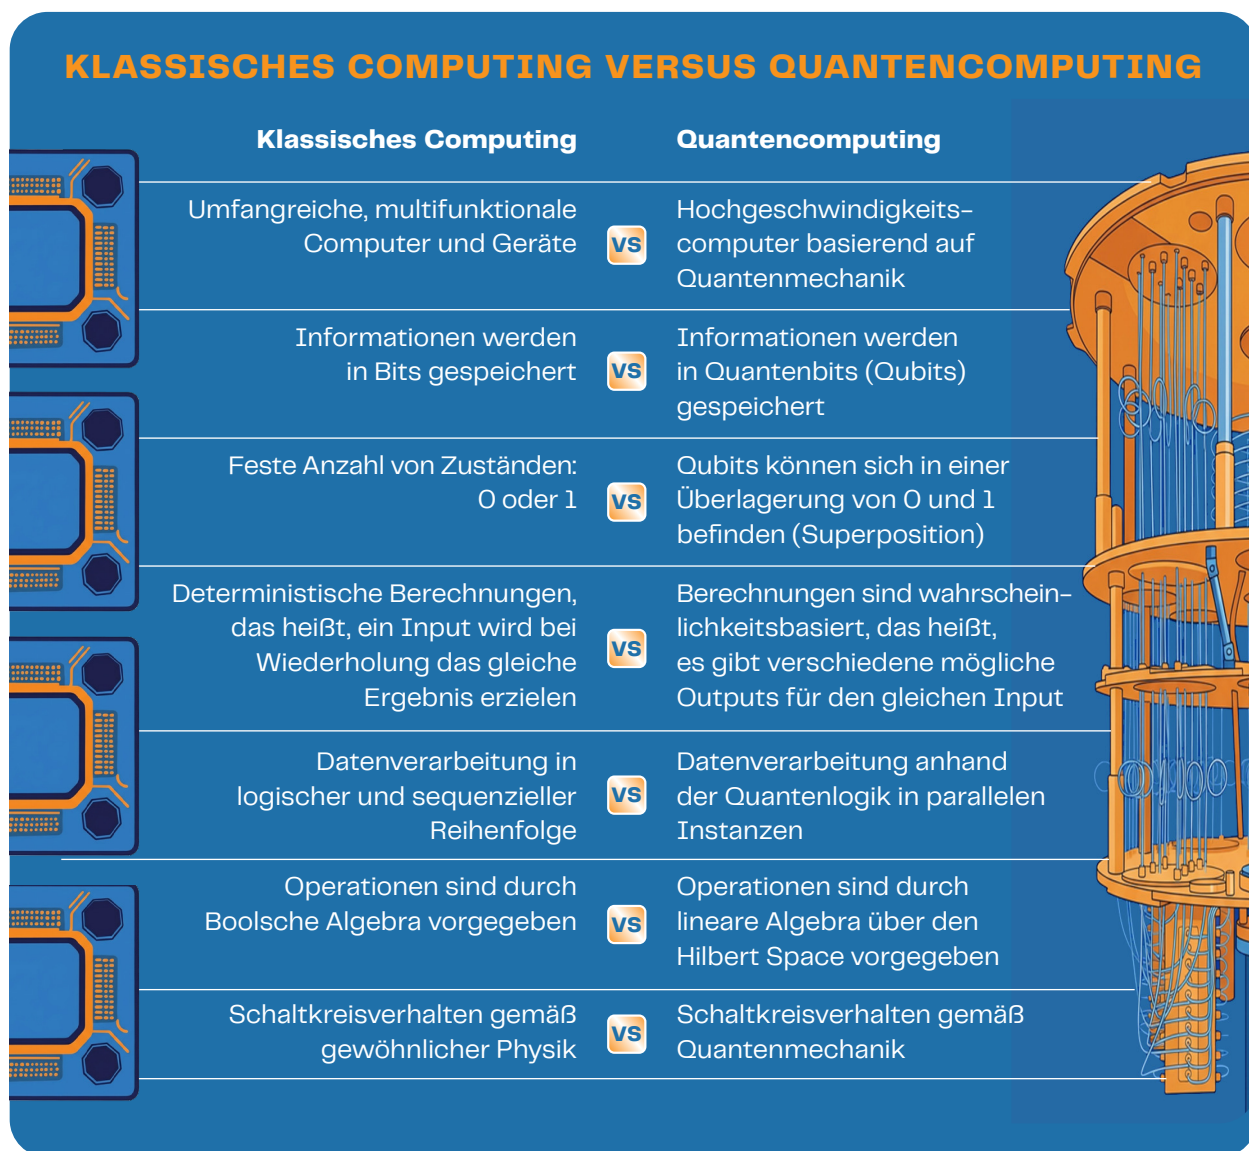 KLASSISCHES COMPUTING VERSUS QUANTENCOMPUTING
Klassisches Computing
Quantencomputing
Umfangreiche, multifunktionale
Computer und Geräte
VS
Hochgeschwindigkeits-
computer basierend auf
Quantenmechanik
Informationen werden
in Bits gespeichert
VS
Informationen werden
in Quantenbits (Qubits)
gespeichert
Feste Anzahl von Zuständen:
0 oder 1
VS
Qubits können sich in einer
Überlagerung von 0 und 1
befinden (Superposition)
Deterministische Berechnungen,
das heißt, ein Input wird bei
Wiederholung das gleiche
Ergebnis erzielen
VS
Berechnungen sind wahrschein-
lichkeitsbasiert, das heißt,
es gibt verschiedene mögliche
Outputs für den gleichen Input
Datenverarbeitung in
logischer und sequenzieller
Reihenfolge
VS
Datenverarbeitung anhand
der Quantenlogik in parallelen
Instanzen
Operationen sind durch
Boolsche Algebra vorgegeben
VS
Operationen sind durch
lineare Algebra über den
Hilbert Space vorgegeben
Schaltkreisverhalten gemäß
gewöhnlicher Physik
VS
Schaltkreisverhalten gemäß
Quantenmechanik